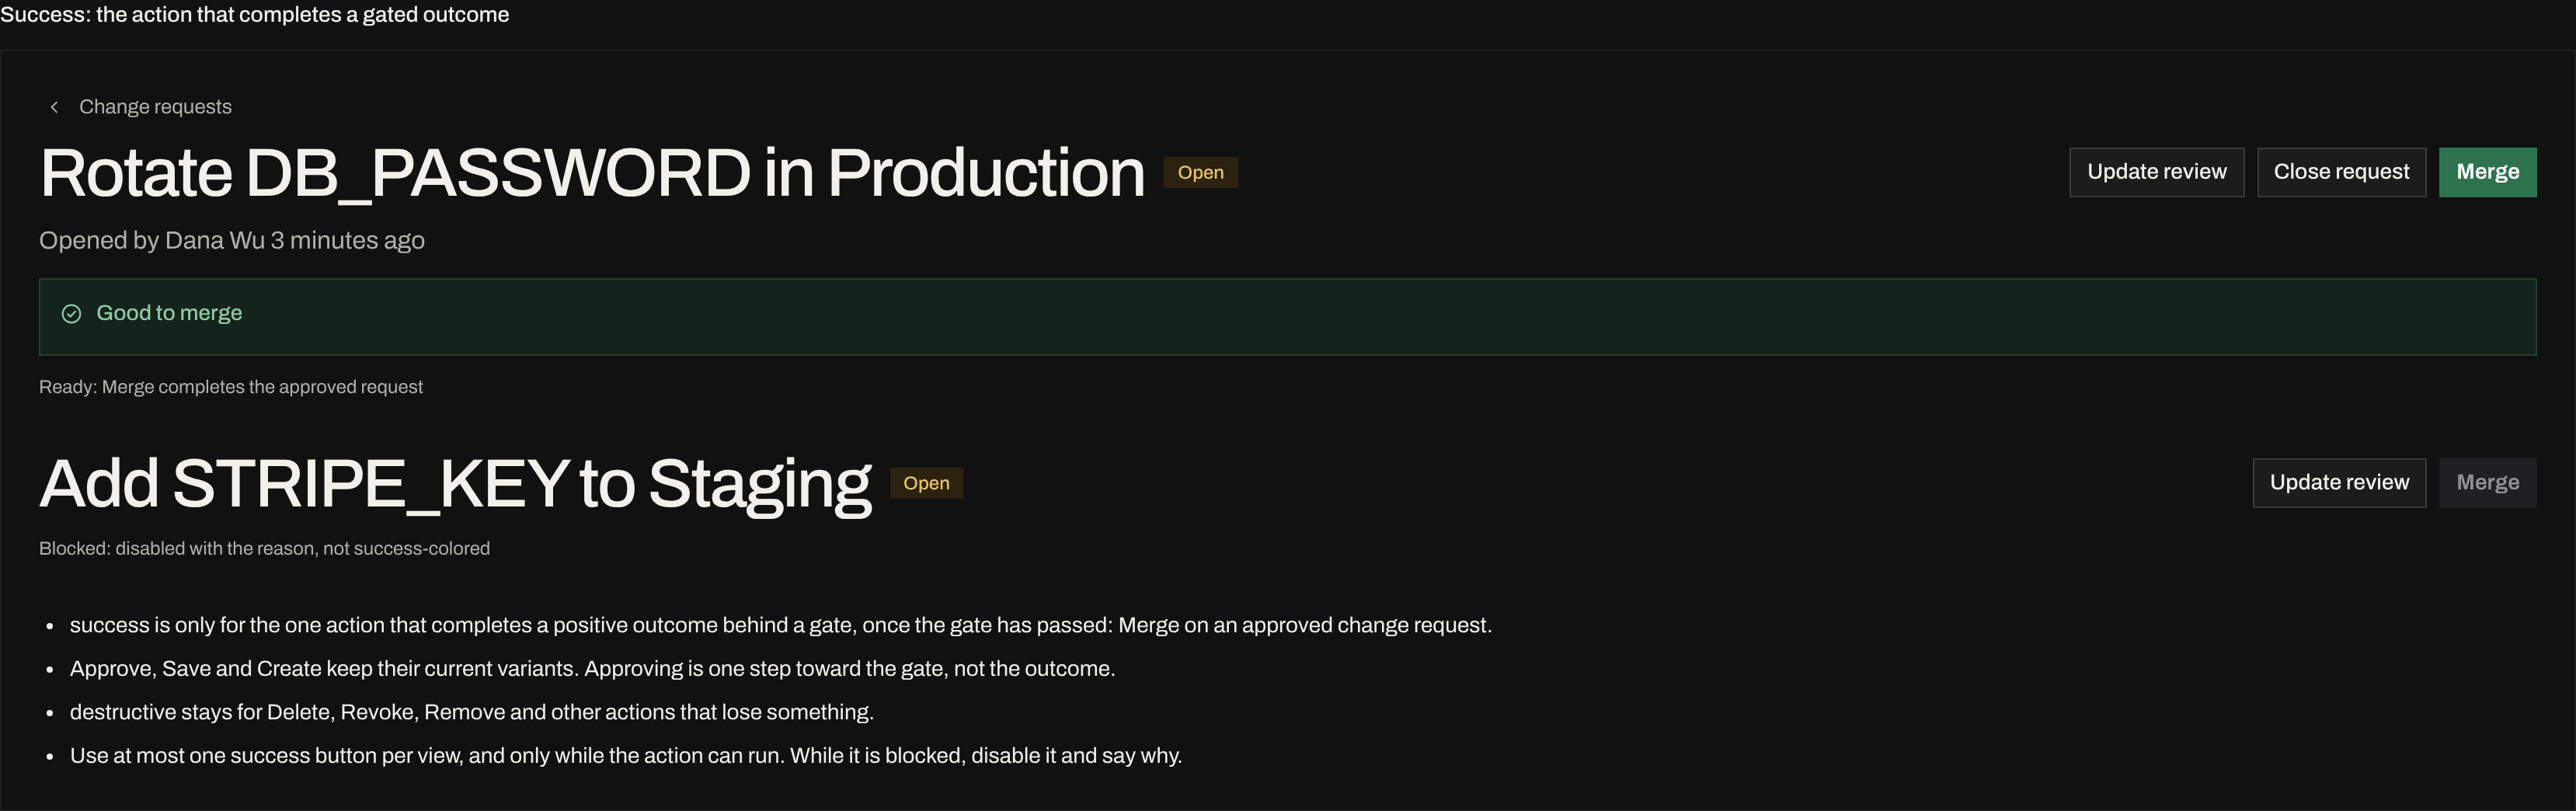 Success: the action that completes a gated outcome
Change requests
Rotate DB_PASSWORD in Production
Open
Update review
Close request
Merge
Opened by Dana Wu 3 minutes ago
Good to merge
Ready: Merge completes the approved request
Add STRIPE_KEY to Staging
Open
Update review
Merge
Blocked: disabled with the reason, not success-colored
• success is only for the one action that completes a positive outcome behind a gate, once the gate has passed: Merge on an approved change request.
• Approve, Save and Create keep their current variants. Approving is one step toward the gate, not the outcome.
• destructive stays for Delete, Revoke, Remove and other actions that lose something.
• Use at most one success button per view, and only while the action can run. While it is blocked, disable it and say why.